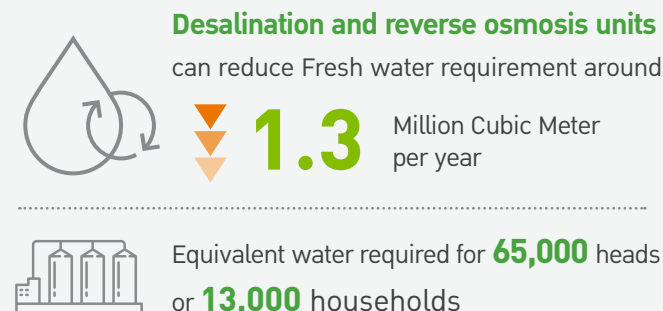 Desalination and reverse osmosis units
can reduce Fresh water requirement around
1.3
Million Cubic Meter
per year
Equivalent water required for 65,000 heads
or 13,000 households